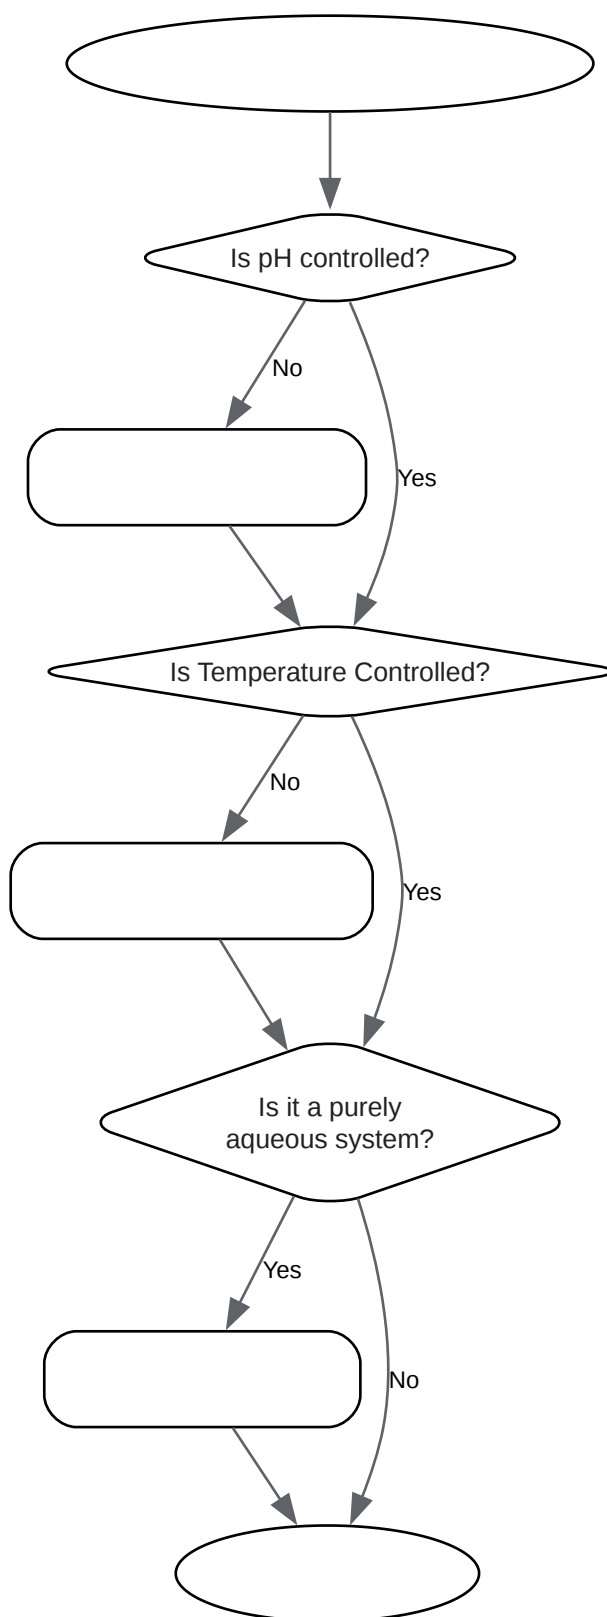 Is pH controlled?
No
Yes
Is Temperature Controlled?
No
Yes
Is it a purely
aqueous system?
Yes
No